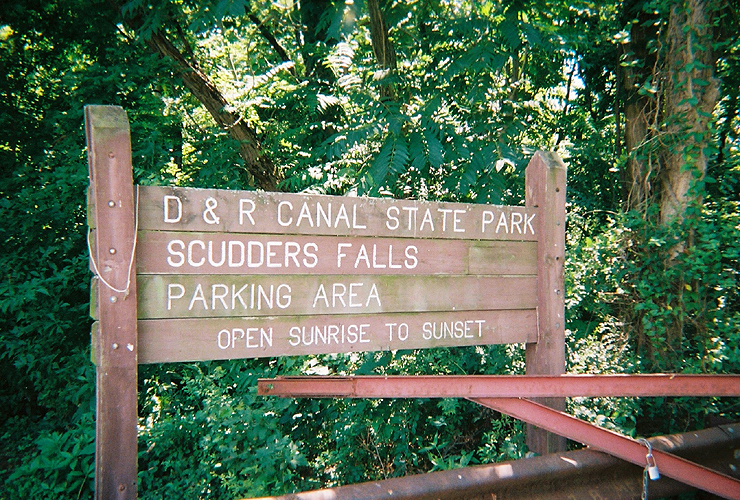 D & R CANAL STATE PARK
SCUDDERS FALLS
PARKING AREA
OPEN SUNRISE TO SUNSET